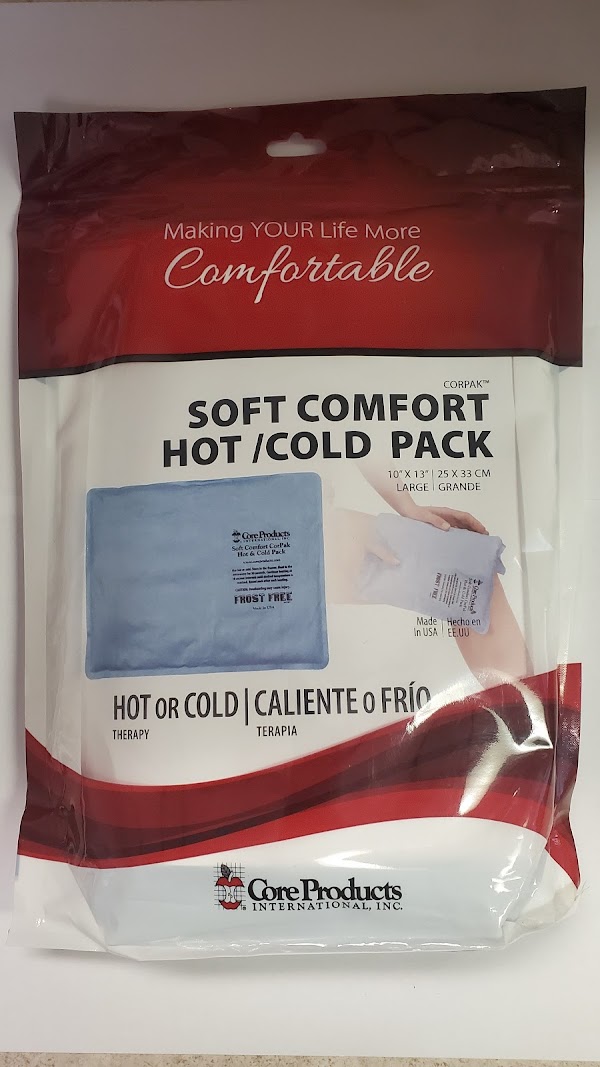 Making YOUR Life More
Comfortable
CORPAK™
SOFT COMFORT
HOT /COLD PACK
10" X 13" | 25 X 33 CM
LARGE | GRANDE
Core Products
INTERNATIONAL, INC.
Soft Comfort CorPak
Hot & Cold Pack
FROST FREE
Made in USA
FROST FREE
Made | Hecho en
In USA | EE.UU
HOT OR COLD | CALIENTE O FRÍO
THERAPY TERAPIA
Core Products
INTERNATIONAL, INC.